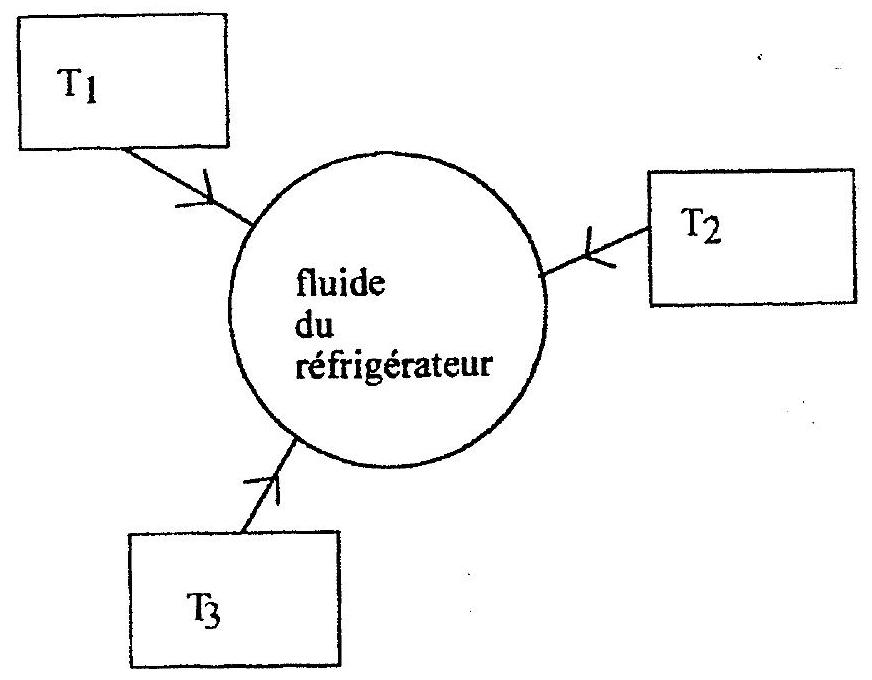 T1
T2
fluide
du
réfrigérateur
T3